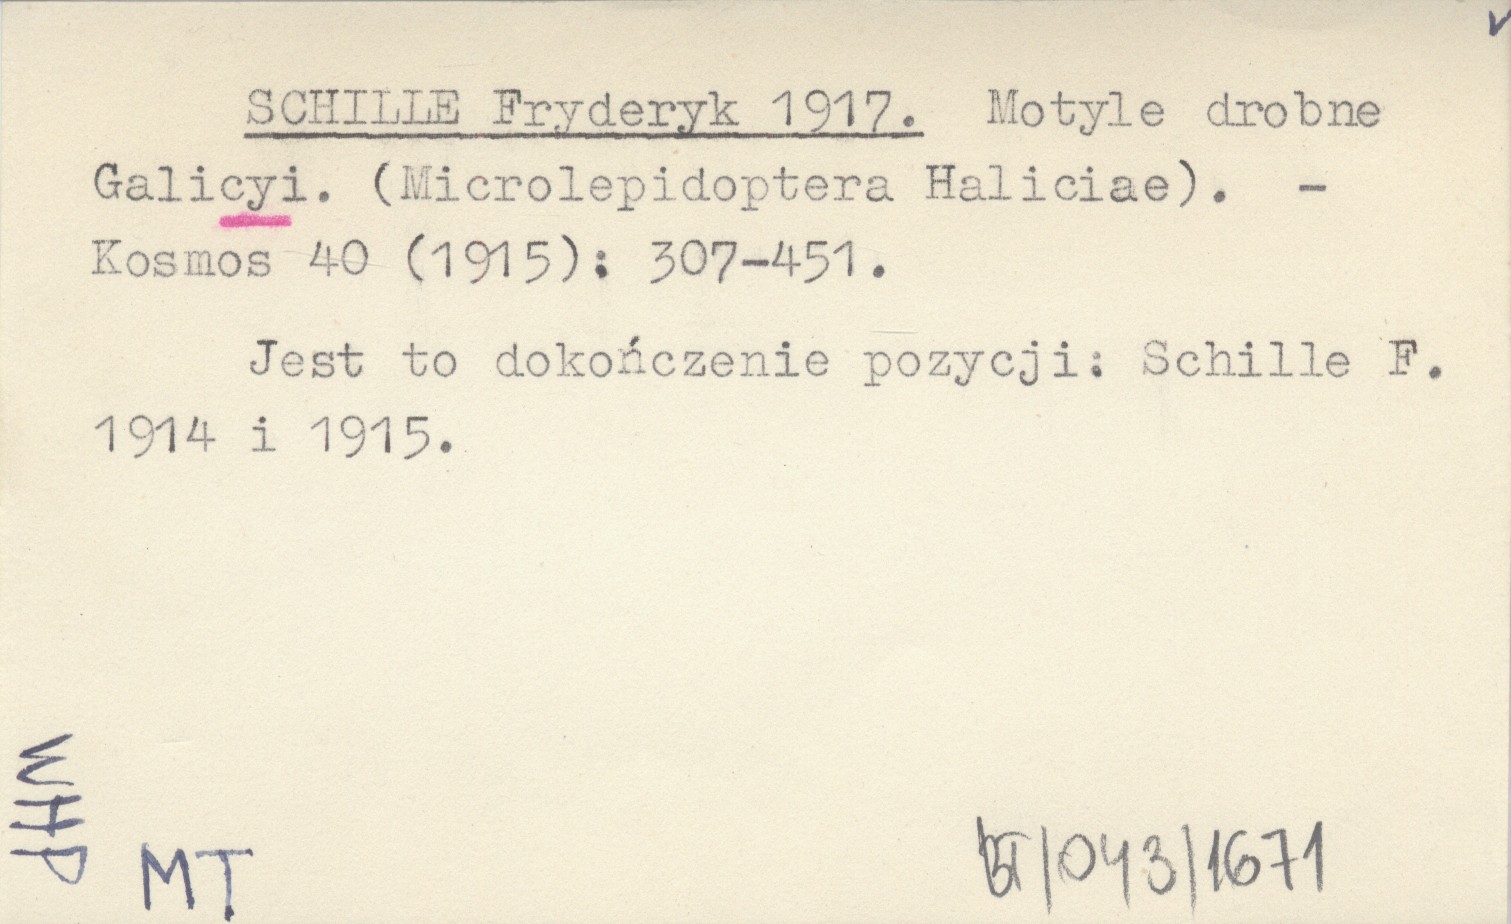 SCHILLE Fryderyk 1917. Motyle drobne
Galicyi. (Microlepidoptera Haliciae). -
Kosmos 40 (1915): 307-451.
Jest to dokończenie pozycji: Schille F.
1914 i 1915.
WHP
MT
BT/043/1671